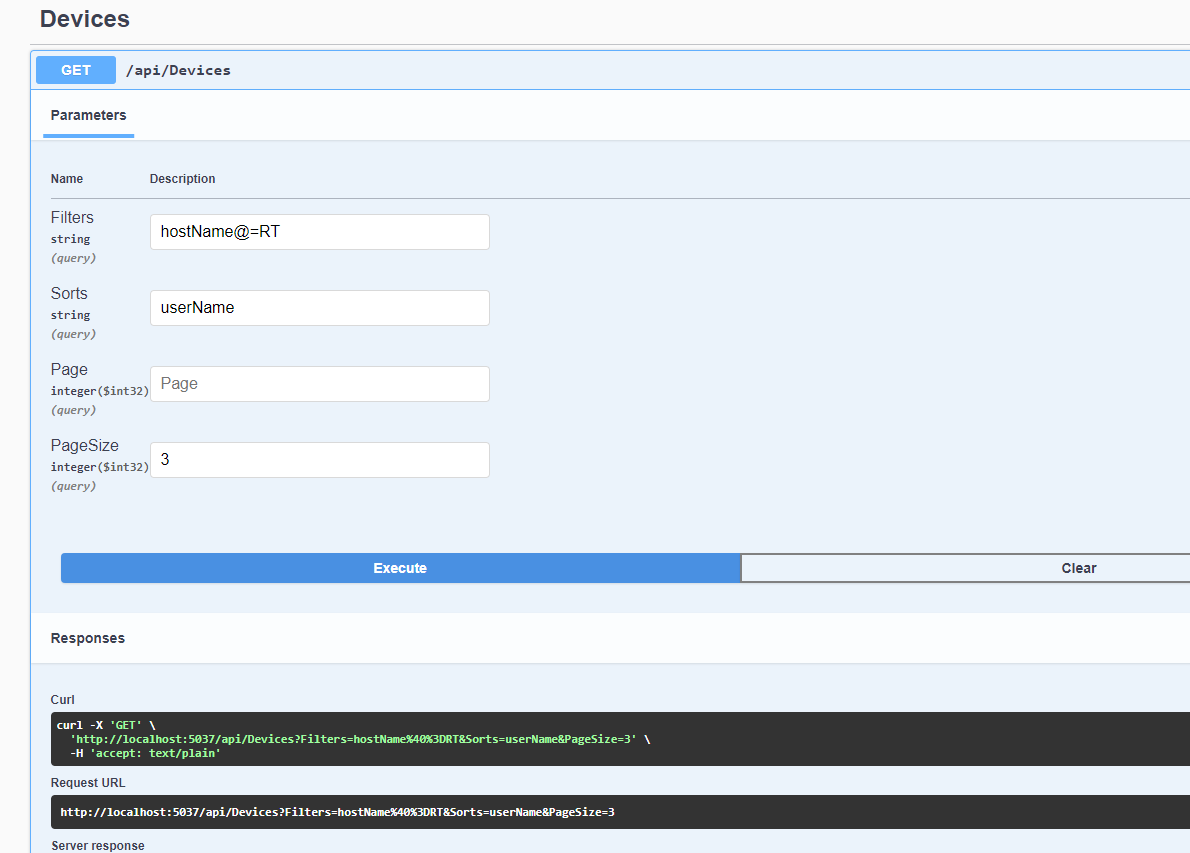 Devices
GET /api/Devices
Parameters
Name Description
Filters
string
(query)
hostName@=RT
Sorts
string
(query)
userName
Page
integer($int32)
(query)
Page
PageSize
integer($int32)
(query)
3
Execute Clear
Responses
Curl
curl -X 'GET' \
'http://localhost:5037/api/Devices?Filters=hostName%40%3DRT&Sorts=userName&PageSize=3' \
-H 'accept: text/plain'
Request URL
http://localhost:5037/api/Devices?Filters=hostName%40%3DRT&Sorts=userName&PageSize=3
Server response